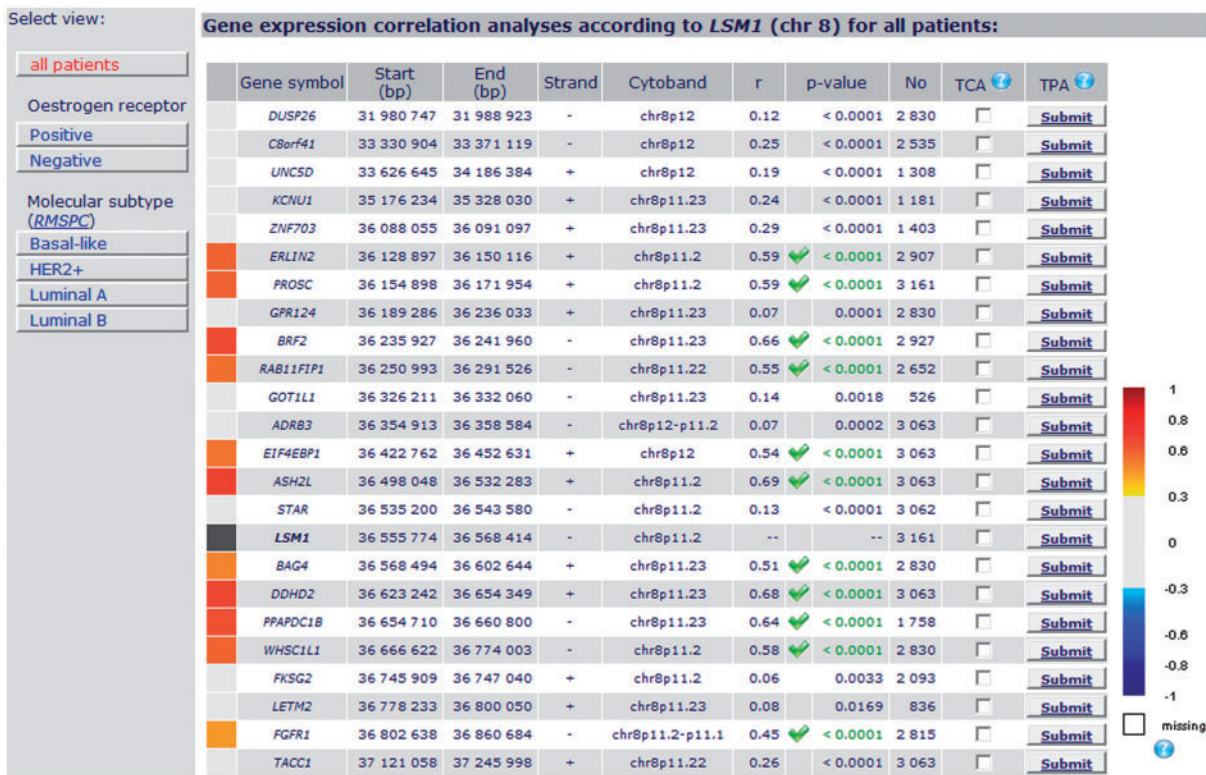 Select view:
all patients
Oestrogen receptor
Positive
Negative
Molecular subtype
(RMSPC)
Basal-like
HER2+
Luminal A
Luminal B
Gene expression correlation analyses according to LSM1 (chr 8) for all patients:
Gene symbol Start (bp) End (bp) Strand Cytoband r p-value No TCA ? TPA ?
DUSP26 31 980 747 31 988 923 - chr8p12 0.12 < 0.0001 2 830 Submit
C8orf41 33 330 904 33 371 119 - chr8p12 0.25 < 0.0001 2 535 Submit
UNC5D 33 626 645 34 186 384 + chr8p12 0.19 < 0.0001 1 308 Submit
KCNU1 35 176 234 35 328 030 + chr8p11.23 0.24 < 0.0001 1 181 Submit
ZNF703 36 088 055 36 091 097 + chr8p11.23 0.29 < 0.0001 1 403 Submit
ERLIN2 36 128 897 36 150 116 + chr8p11.2 0.59 < 0.0001 2 907 Submit
PROSC 36 154 898 36 171 954 + chr8p11.2 0.59 < 0.0001 3 161 Submit
GPR124 36 189 286 36 236 033 + chr8p11.23 0.07 0.0001 2 830 Submit
BRF2 36 235 927 36 241 960 - chr8p11.23 0.66 < 0.0001 2 927 Submit
RAB11FIP1 36 250 993 36 291 526 - chr8p11.22 0.55 < 0.0001 2 652 Submit
GOT1L1 36 326 211 36 332 060 - chr8p11.23 0.14 0.0018 526 Submit
ADRB3 36 354 913 36 358 584 - chr8p12-p11.2 0.07 0.0002 3 063 Submit
EIF4EBP1 36 422 762 36 452 631 + chr8p12 0.54 < 0.0001 3 063 Submit
ASH2L 36 498 048 36 532 283 + chr8p11.2 0.69 < 0.0001 3 063 Submit
STAR 36 535 200 36 543 580 - chr8p11.2 0.13 < 0.0001 3 062 Submit
LSM1 36 555 774 36 568 414 - chr8p11.2 -- -- 3 161 Submit
BAG4 36 568 494 36 602 644 + chr8p11.23 0.51 < 0.0001 2 830 Submit
DDHD2 36 623 242 36 654 349 + chr8p11.23 0.68 < 0.0001 3 063 Submit
PPAPDC1B 36 654 710 36 660 800 - chr8p11.23 0.64 < 0.0001 1 758 Submit
WHSC1L1 36 666 622 36 774 003 - chr8p11.2 0.58 < 0.0001 2 830 Submit
FKSG2 36 745 909 36 747 040 + chr8p11.2 0.06 0.0033 2 093 Submit
LETM2 36 778 233 36 800 050 + chr8p11.23 0.08 0.0169 836 Submit
FGFR1 36 802 638 36 860 684 - chr8p11.2-p11.1 0.45 < 0.0001 2 815 Submit
TACC1 37 121 058 37 245 998 + chr8p11.22 0.26 < 0.0001 3 063 Submit
1
0.8
0.6
0.3
0
-0.3
-0.6
-0.8
-1
missing
?